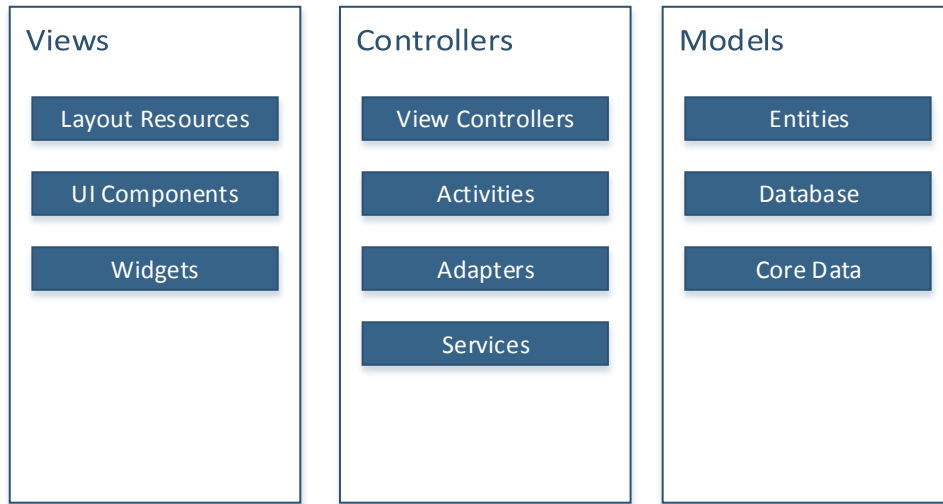 Views
Layout Resources
UI Components
Widgets
Controllers
View Controllers
Activities
Adapters
Services
Models
Entities
Database
Core Data